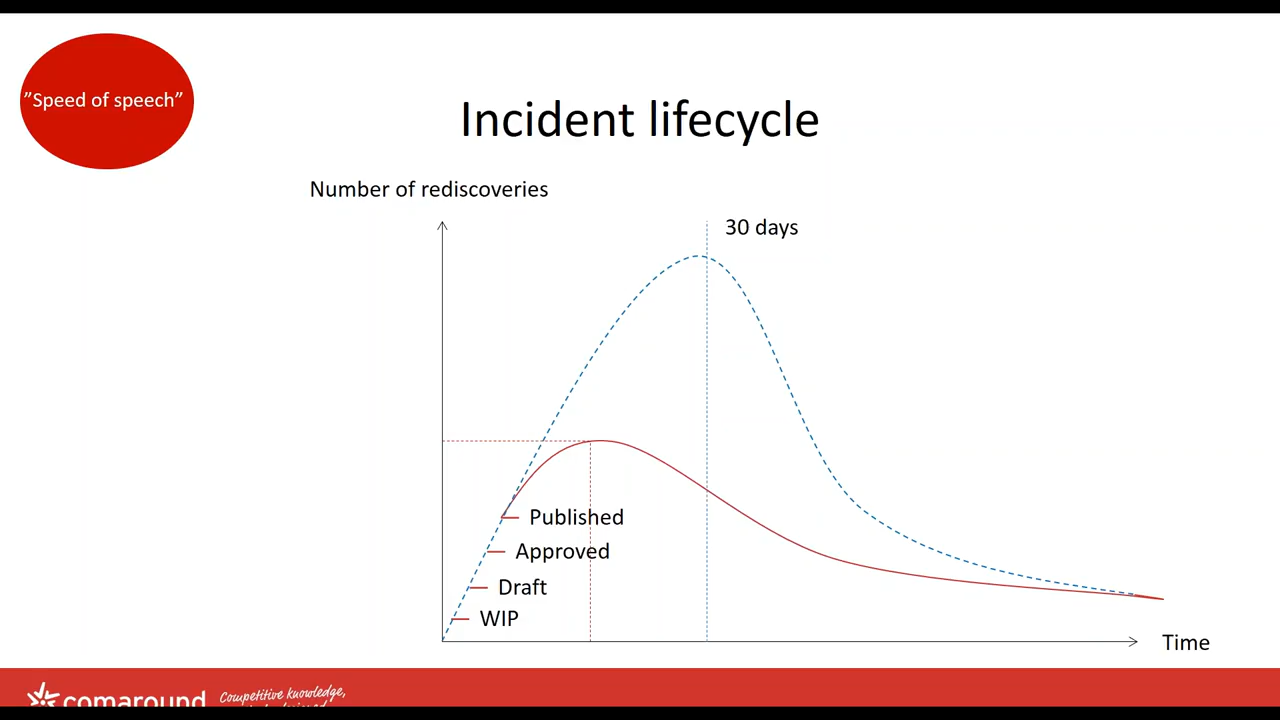 ”Speed of speech”
Incident lifecycle
Number of rediscoveries
30 days
Published
Approved
Draft
WIP
Time
comaround
Competitive knowledge,